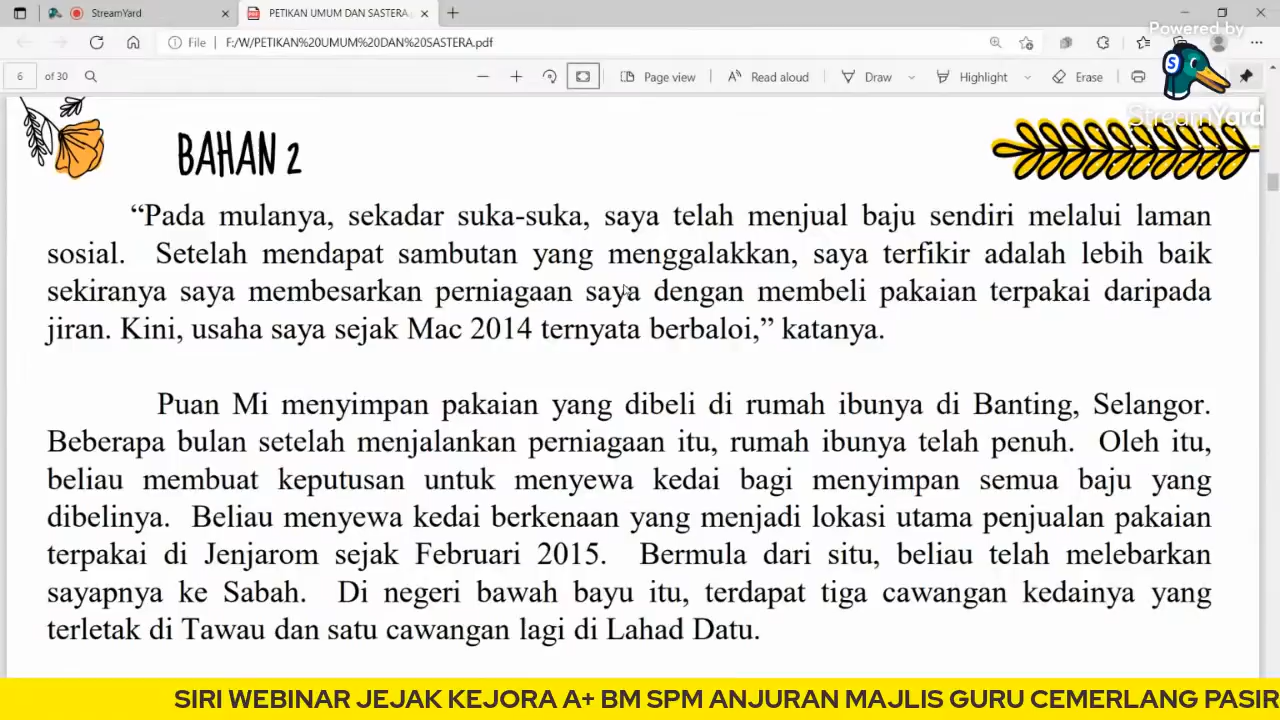 StreamYard
PETIKAN UMUM DAN SASTERA
File F:/W/PETIKAN%20UMUM%20DAN%20SASTERA.pdf
6 of 30 Page view Read aloud Draw Highlight Erase
Powered by
StreamYard
BAHAN 2
“Pada mulanya, sekadar suka-suka, saya telah menjual baju sendiri melalui laman
sosial. Setelah mendapat sambutan yang menggalakkan, saya terfikir adalah lebih baik
sekiranya saya membesarkan perniagaan saya dengan membeli pakaian terpakai daripada
jiran. Kini, usaha saya sejak Mac 2014 ternyata berbaloi,” katanya.
Puan Mi menyimpan pakaian yang dibeli di rumah ibunya di Banting, Selangor.
Beberapa bulan setelah menjalankan perniagaan itu, rumah ibunya telah penuh. Oleh itu,
beliau membuat keputusan untuk menyewa kedai bagi menyimpan semua baju yang
dibelinya. Beliau menyewa kedai berkenaan yang menjadi lokasi utama penjualan pakaian
terpakai di Jenjarom sejak Februari 2015. Bermula dari situ, beliau telah melebarkan
sayapnya ke Sabah. Di negeri bawah bayu itu, terdapat tiga cawangan kedainya yang
terletak di Tawau dan satu cawangan lagi di Lahad Datu.
SIRI WEBINAR JEJAK KEJORA A+ BM SPM ANJURAN MAJLIS GURU CEMERLANG PASIR